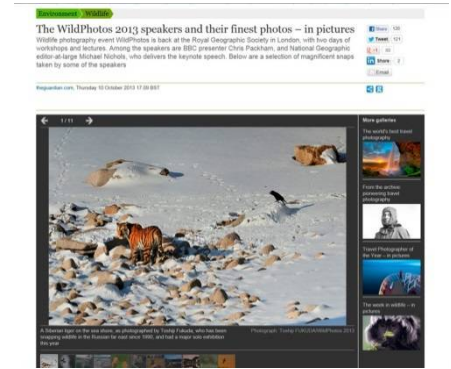 Environment Wildlife
The WildPhotos 2013 speakers and their finest photos – in pictures
Wildlife photography event WildPhotos is back at the Royal Geographic Society in London, with two days of
workshops and lectures. Among the speakers are BBC presenter Chris Packham, and National Geographic
editor-at-large Michael Nichols, who delivers the keynote speech. Below are a selection of magnificent snaps
taken by some of the speakers
theguardian.com, Thursday 10 October 2013 17.00 BST
Share
Tweet
Share
Email
1 / 11
More galleries
The world's best travel
photography
From the archive:
pioneering travel
photography
Travel Photographer of
the Year – in pictures
The week in wildlife – in
pictures
A Siberian tiger on the sea shore, as photographed by Toshiji Fukuda, who has been
snapping wildlife in the Russian far east since 1990, and had a major solo exhibition
this year
Photograph: Toshiji FUKUDA/WildPhotos 2013